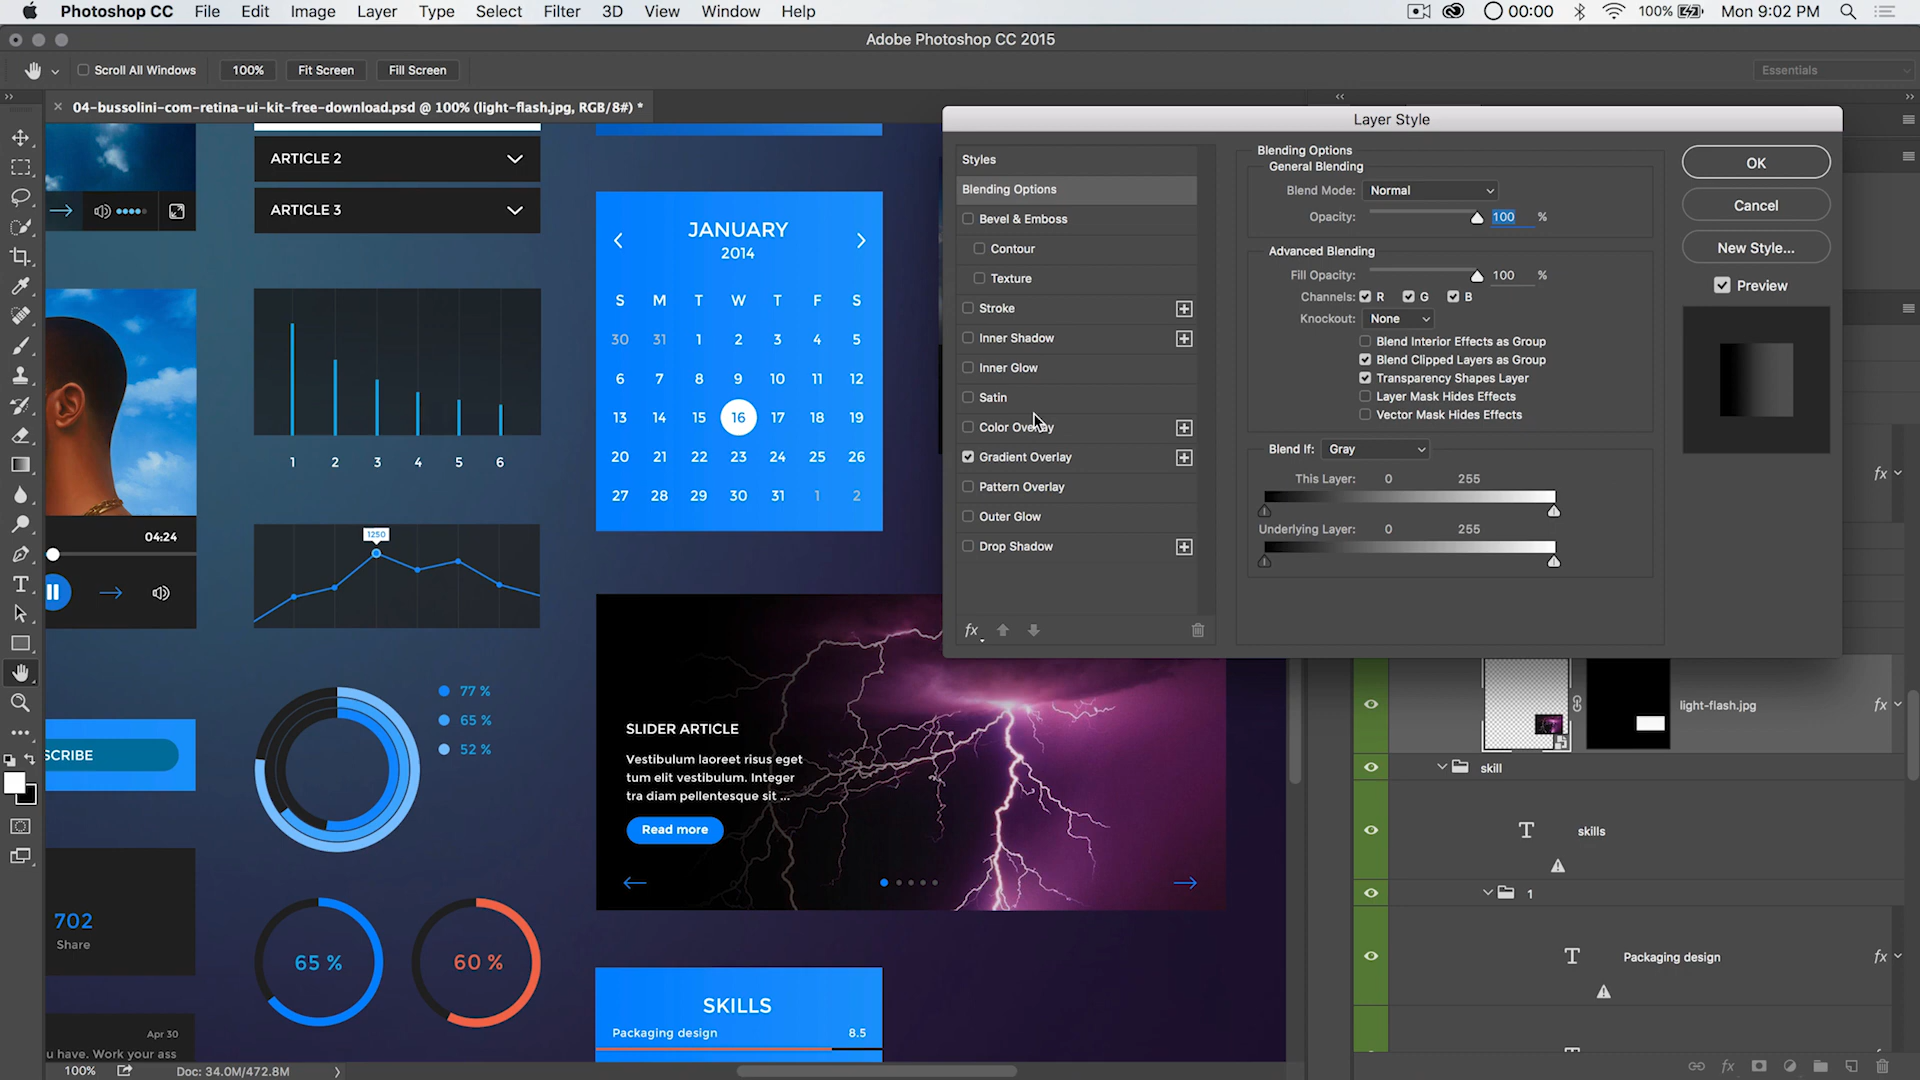 Photoshop CC File Edit Image Layer Type Select Filter 3D View Window Help 00:00 100% Mon 9:02 PM
Adobe Photoshop CC 2015
Scroll All Windows 100% Fit Screen Fill Screen Essentials
04-bussolini-com-retina-ui-kit-free-download.psd @ 100% (light-flash.jpg, RGB/8#) *
ARTICLE 2
ARTICLE 3
1 2 3 4 5 6
04:24
1250
77 %
65 %
52 %
SCRIBE
702
Share
65 %
60 %
Apr 30
u have. Work your ass
JANUARY
2014
S M T W T F S
30 31 1 2 3 4 5
6 7 8 9 10 11 12
13 14 15 16 17 18 19
20 21 22 23 24 25 26
27 28 29 30 31 1 2
SLIDER ARTICLE
Vestibulum laoreet risus eget
tum elit vestibulum. Integer
tra diam pellentesque sit ...
Read more
SKILLS
Packaging design 8.5
Layer Style
Styles
Blending Options
Bevel & Emboss
Contour
Texture
Stroke
Inner Shadow
Inner Glow
Satin
Color Overlay
Gradient Overlay
Pattern Overlay
Outer Glow
Drop Shadow
fx
Blending Options
General Blending
Blend Mode: Normal
Opacity: 100 %
Advanced Blending
Fill Opacity: 100 %
Channels: R G B
Knockout: None
Blend Interior Effects as Group
Blend Clipped Layers as Group
Transparency Shapes Layer
Layer Mask Hides Effects
Vector Mask Hides Effects
Blend If: Gray
This Layer: 0 255
Underlying Layer: 0 255
OK
Cancel
New Style...
Preview
fx
light-flash.jpg fx
skill
T skills
1
T Packaging design fx
fx
100% Doc: 34.0M/472.8M